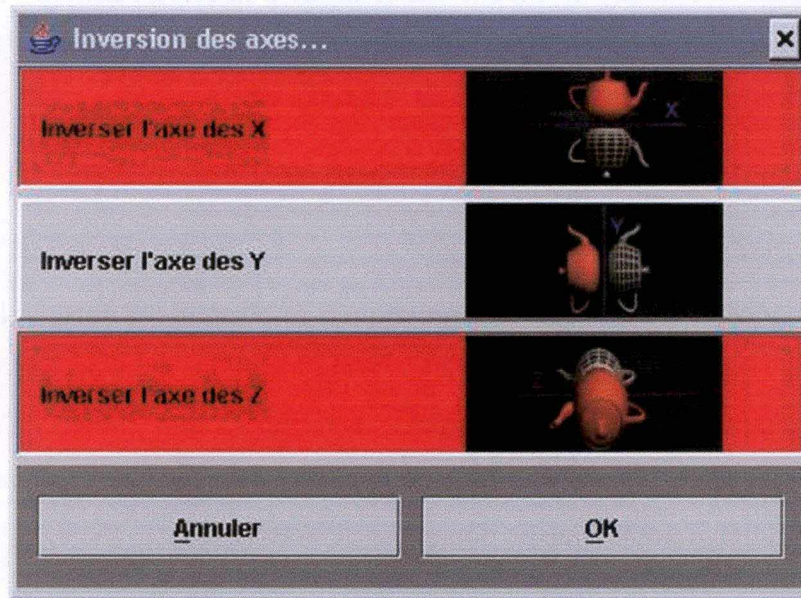 Inversion des axes...
Inverser l'axe des X
X
Inverser l'axe des Y
Y
Inverser l'axe des Z
Z
Annuler
OK